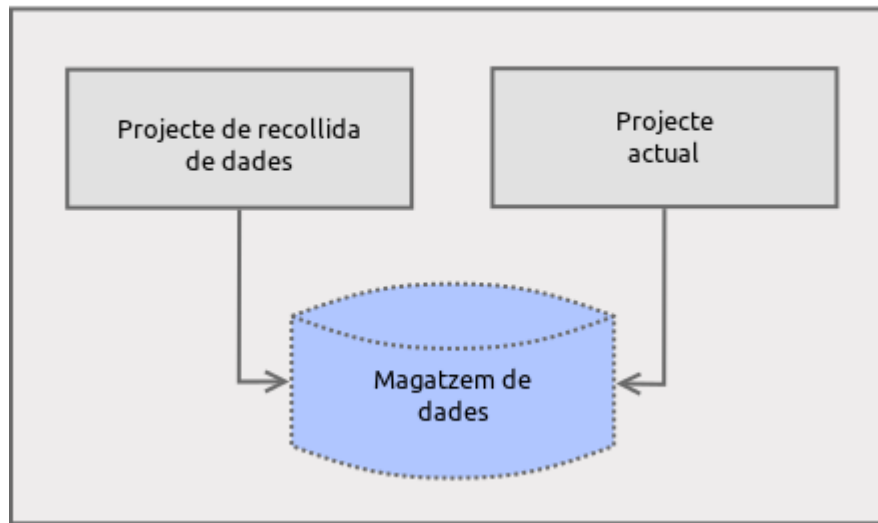 Projecte de recollida
de dades
Projecte
actual
Magatzem de
dades